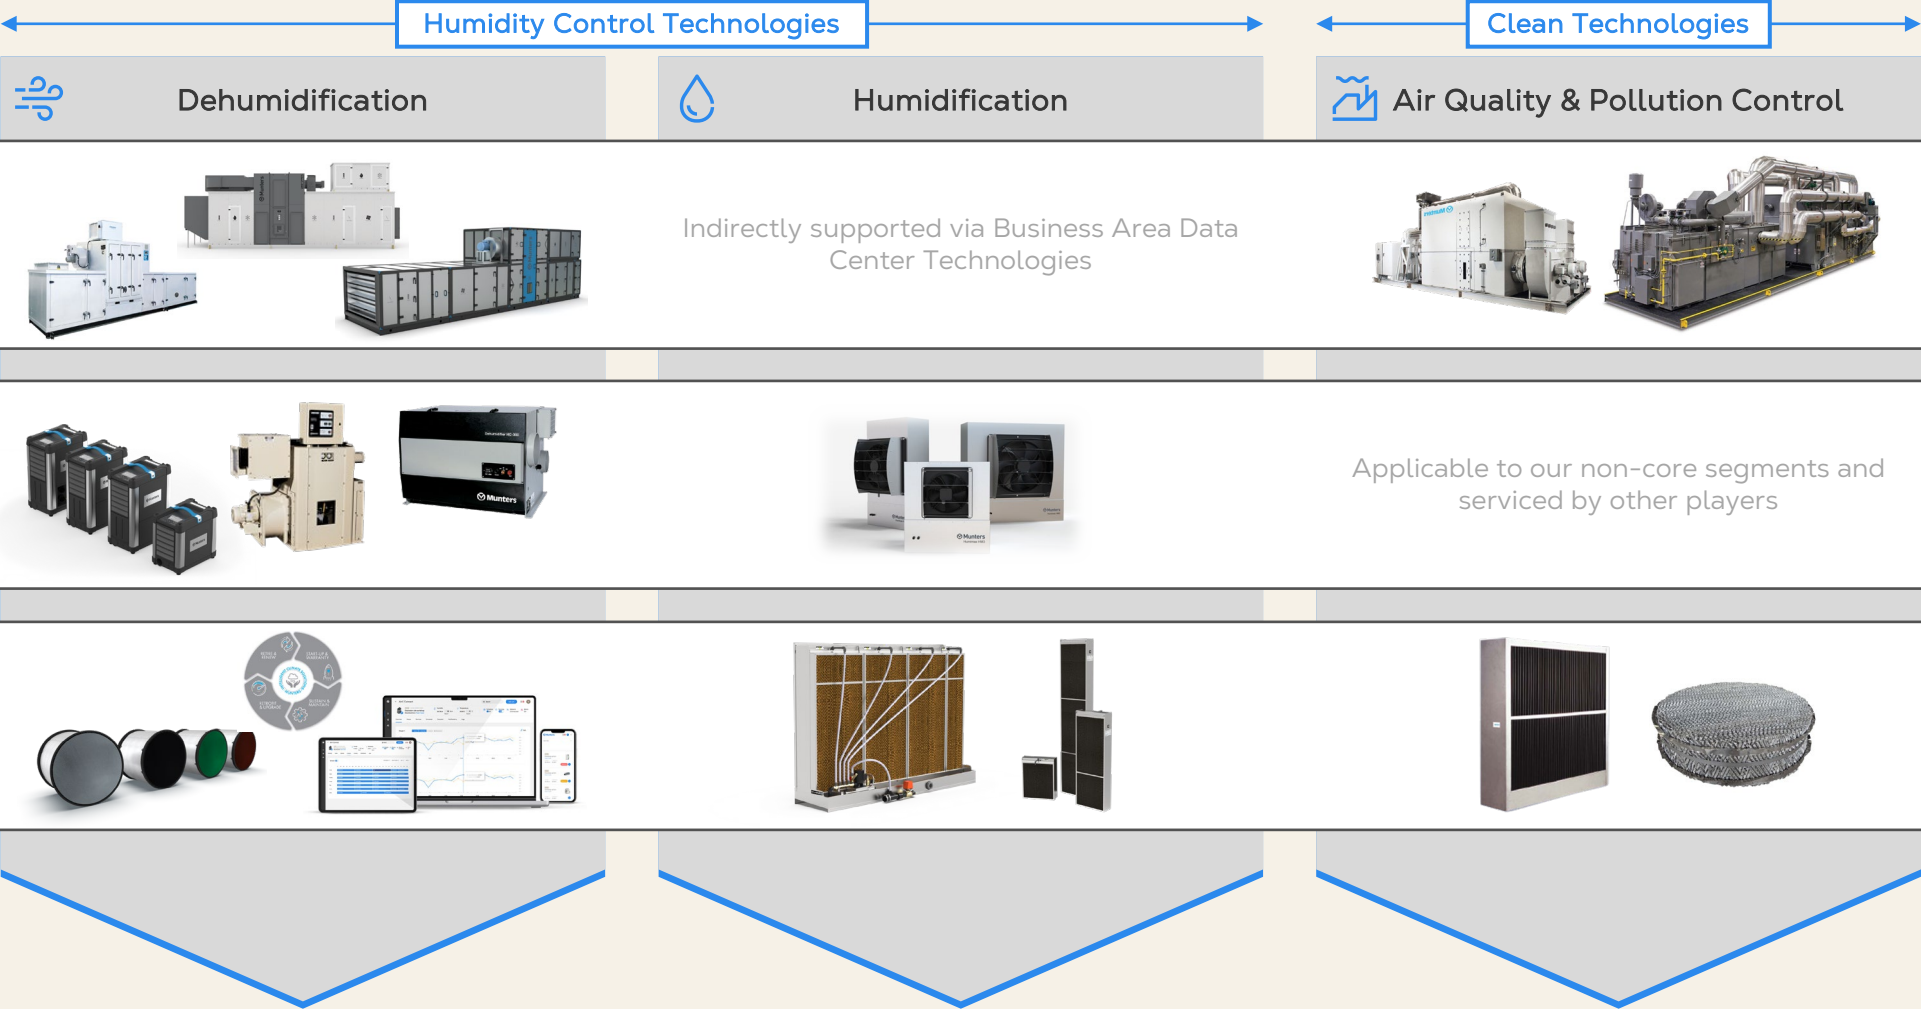 Humidity Control Technologies
Clean Technologies
Dehumidification
Humidification
Air Quality & Pollution Control
Indirectly supported via Business Area Data
Center Technologies
Munters
Munters
Applicable to our non-core segments and
serviced by other players
Munters